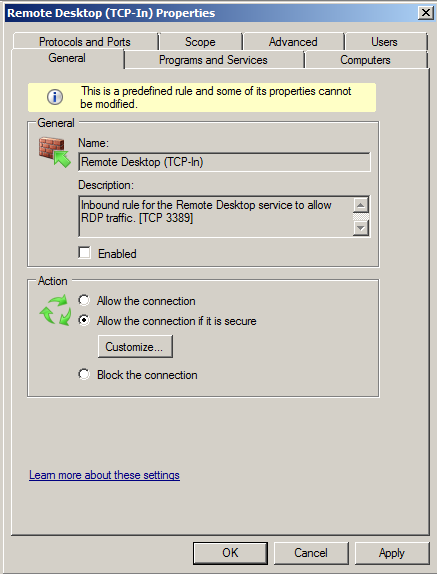 Remote Desktop (TCP-In) Properties
Protocols and Ports
Scope
Advanced
Users
General
Programs and Services
Computers
This is a predefined rule and some of its properties cannot
be modified.
General
Name:
Remote Desktop (TCP-In)
Description:
Inbound rule for the Remote Desktop service to allow
RDP traffic. [TCP 3389]
Enabled
Action
Allow the connection
Allow the connection if it is secure
Customize...
Block the connection
Learn more about these settings
OK
Cancel
Apply